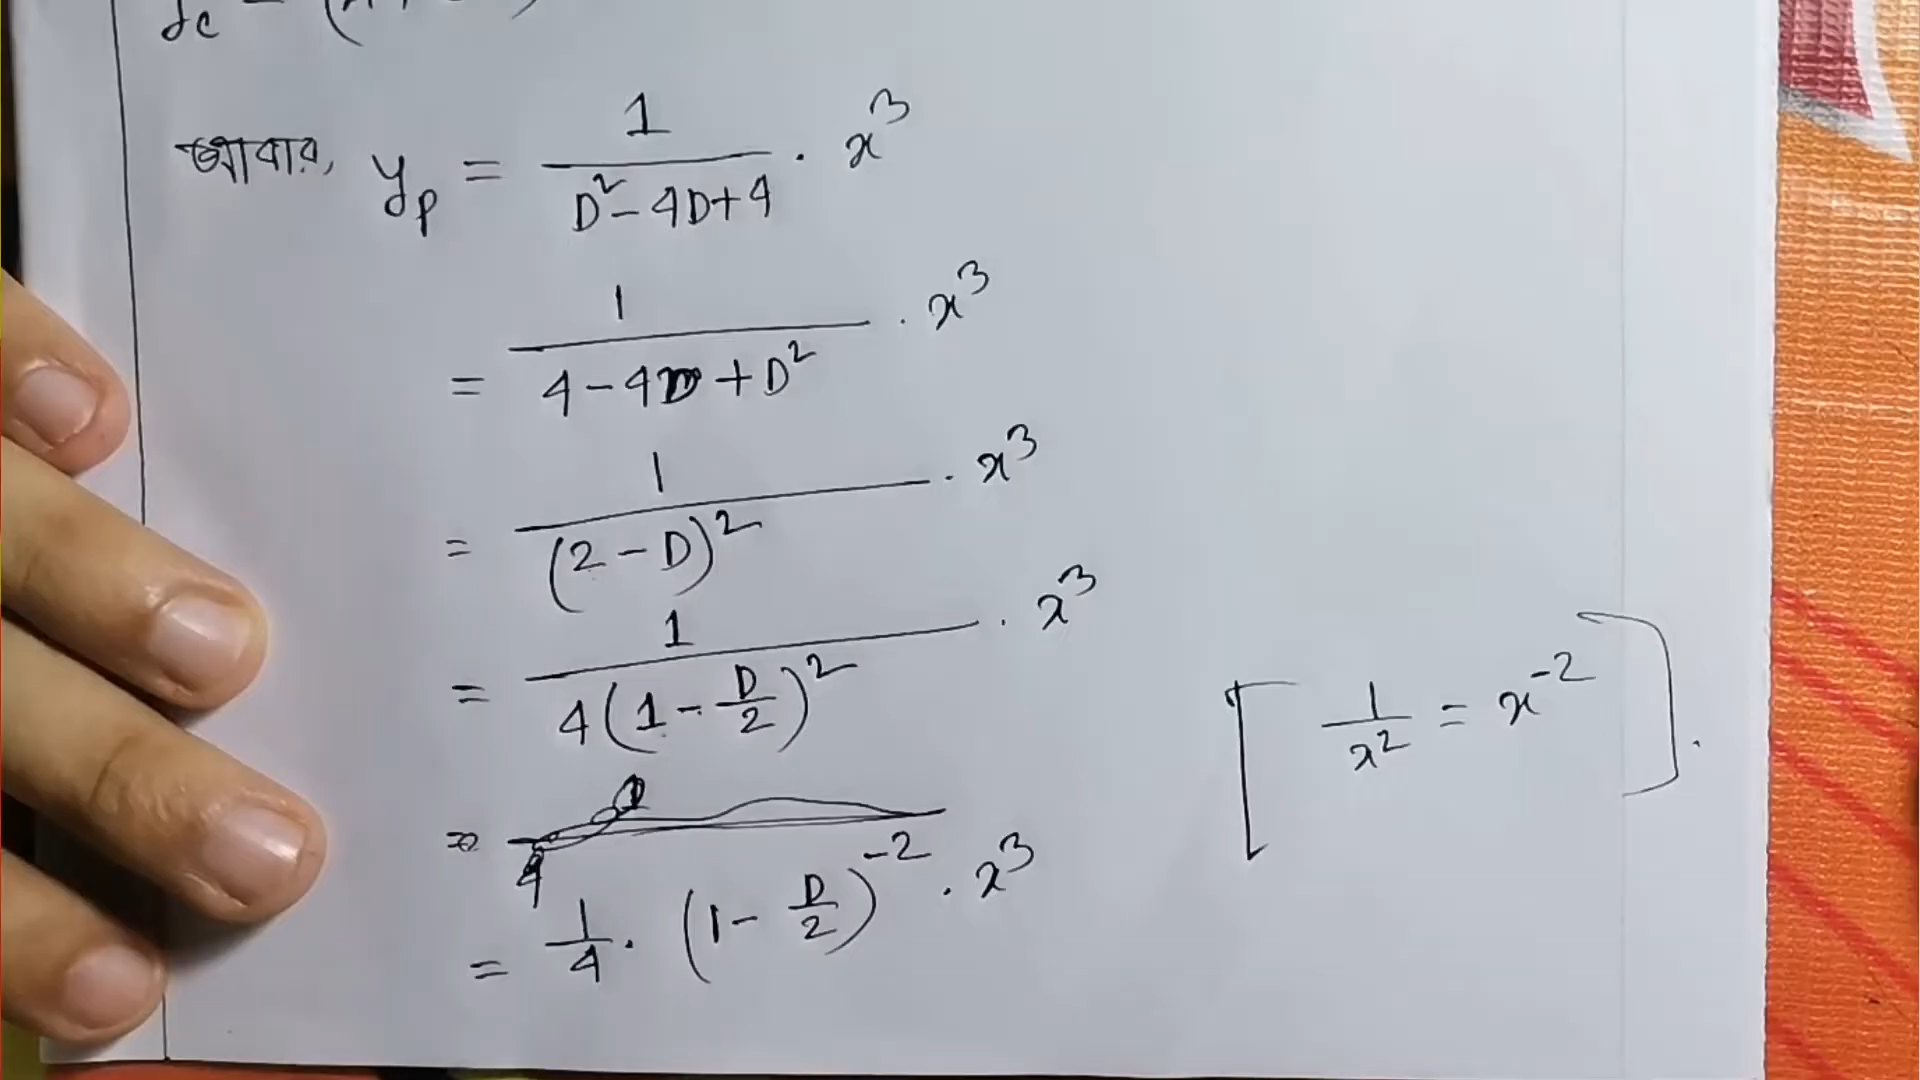 আবার, y_p = 1/(D² - 4D + 4) . x³
= 1/(4 - 4D + D²) . x³
= 1/(2 - D)² . x³
= 1/(4(1 - D/2)²) . x³
[1/x² = x⁻²].
= 1/4 . (1 - D/2)⁻² . x³